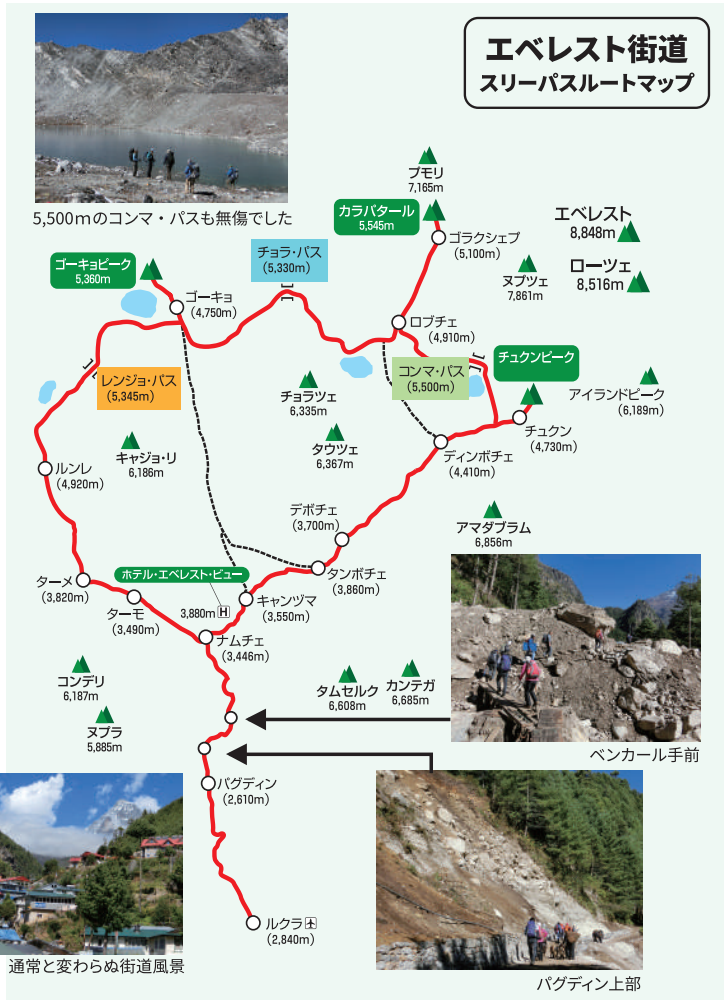 エベレスト街道
スリーパスルートマップ
5,500mのコンマ・パスも無傷でした
プモリ
7,165m
カラパタール
5,545m
ゴラクシェプ
(5,100m)
エベレスト
8,848m
ローツェ
8,516m
ヌプツェ
7,861m
チョラ・パス
(5,330m)
ゴーキョピーク
5,360m
ゴーキョ
(4,750m)
ロブチェ
(4,910m)
コンマ・パス
(5,500m)
チュクンピーク
レンジョ・パス
(5,345m)
チョラツェ
6,335m
アイランドピーク
(6,189m)
チュクン
(4,730m)
キャジョ・リ
6,186m
タウツェ
6,367m
ディンボチェ
(4,410m)
ルンレ
(4,920m)
デボチェ
(3,700m)
アマダブラム
6,856m
ターメ
(3,820m)
ホテル・エベレスト・ビュー
タンボチェ
(3,860m)
ターモ
(3,490m)
3,880m H
キャンヅマ
(3,550m)
ナムチェ
(3,446m)
コンデリ
6,187m
タムセルク
6,608m
カンテガ
6,685m
ヌプラ
5,885m
ベンカール手前
パグディン
(2,610m)
ルクラ
(2,840m)
通常と変わらぬ街道風景
パグディン上部